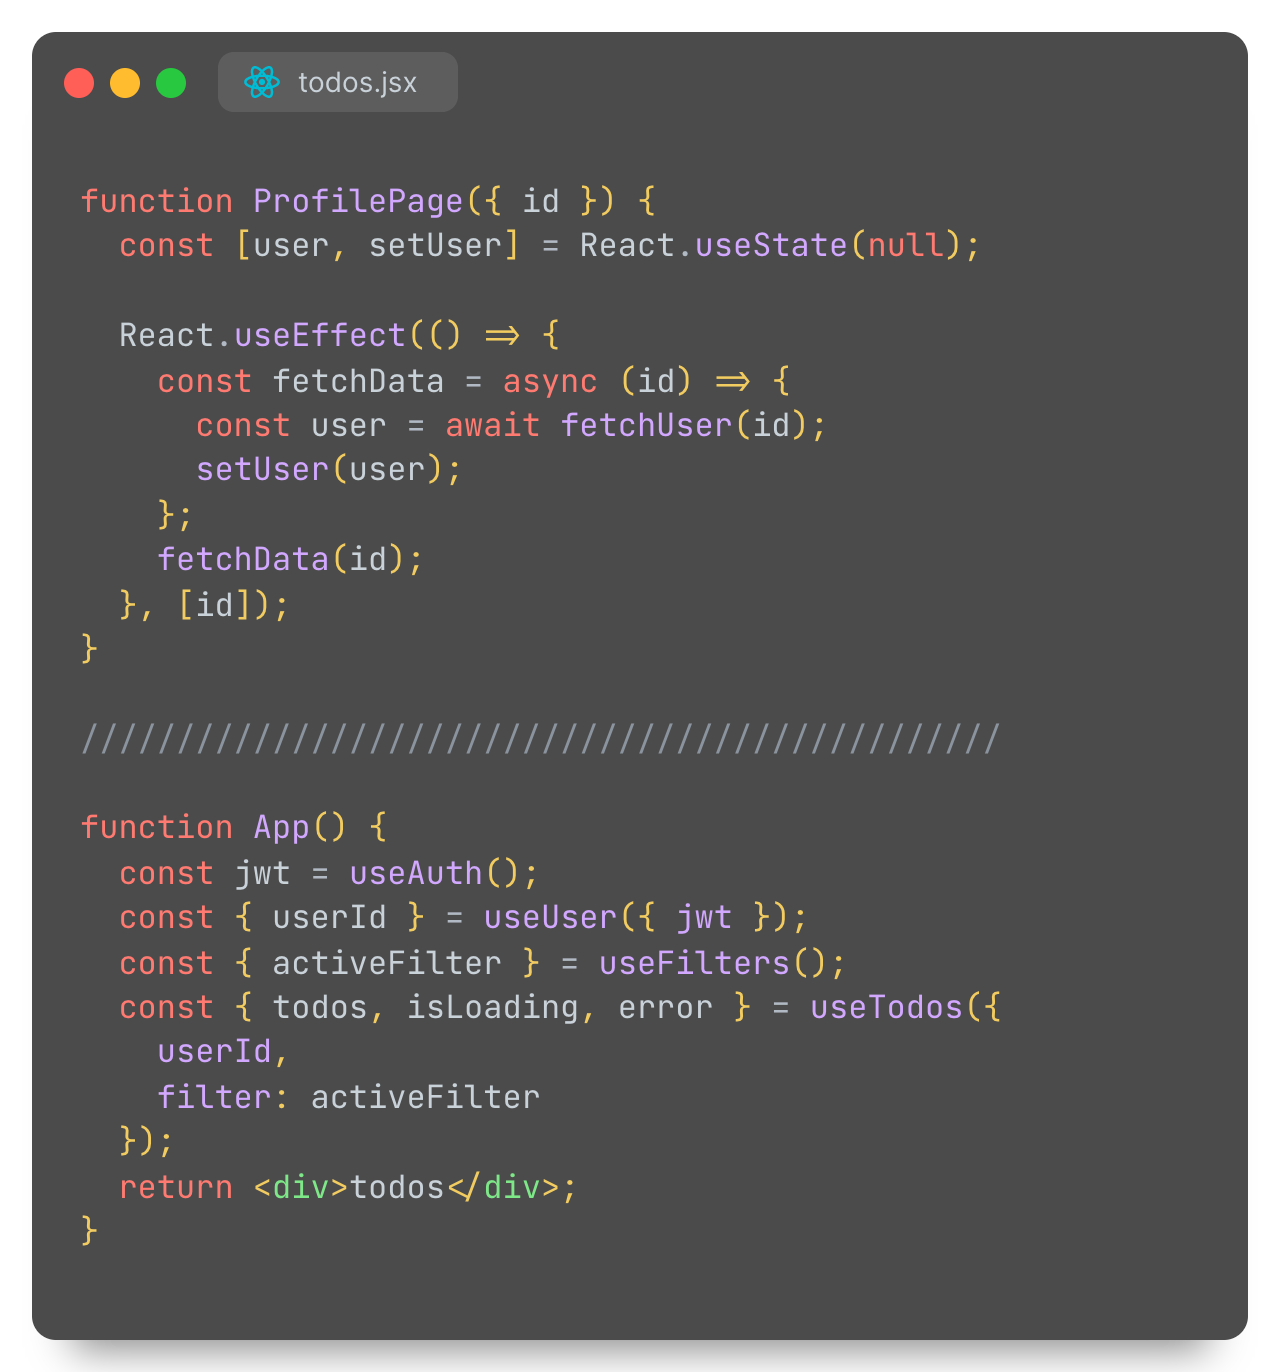 todos.jsx
function ProfilePage({ id }) {
  const [user, setUser] = React.useState(null);
  React.useEffect(() => {
    const fetchData = async (id) => {
      const user = await fetchUser(id);
      setUser(user);
    };
    fetchData(id);
  }, [id]);
}
////////////////////////////////////////////////
function App() {
  const jwt = useAuth();
  const { userId } = useUser({ jwt });
  const { activeFilter } = useFilters();
  const { todos, isLoading, error } = useTodos({
    userId,
    filter: activeFilter
  });
  return <div>todos</div>;
}